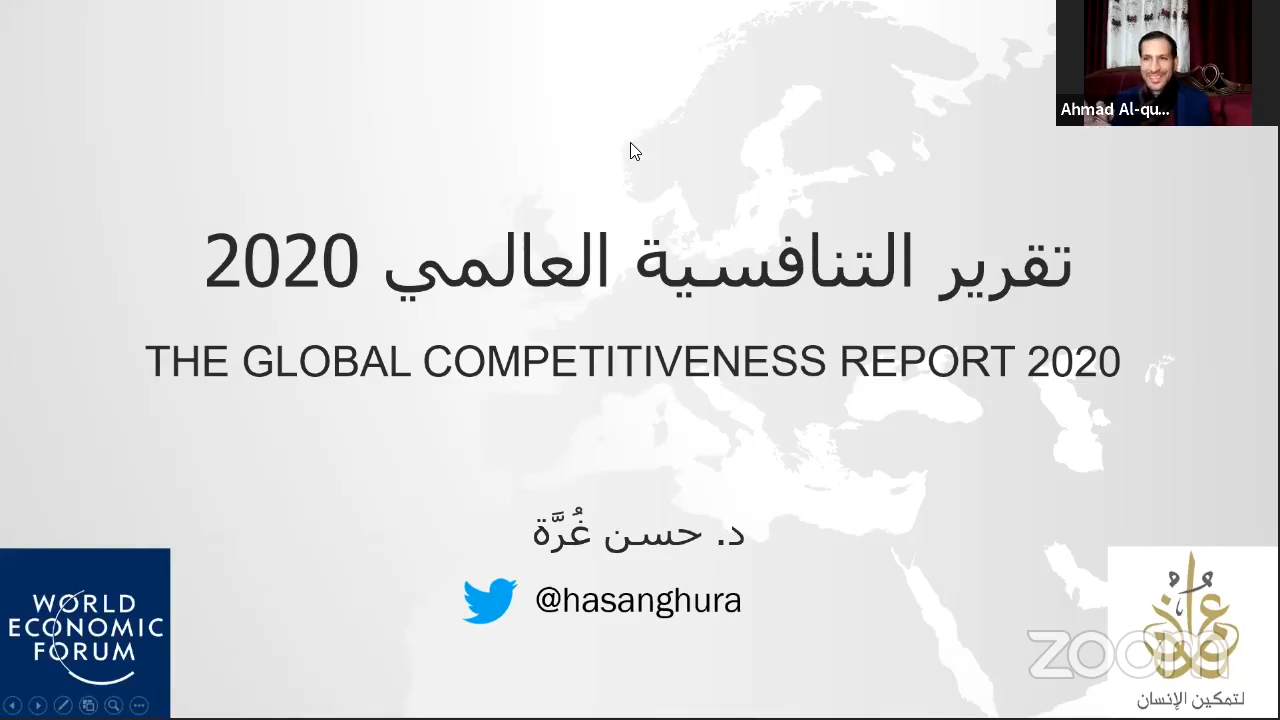 Ahmad Al-qu...
تقرير التنافسية العالمي 2020
THE GLOBAL COMPETITIVENESS REPORT 2020
د. حسن غُرَّة
@hasanghura
WORLD
ECONOMIC
FORUM
zoom
لتمكين الإنسان